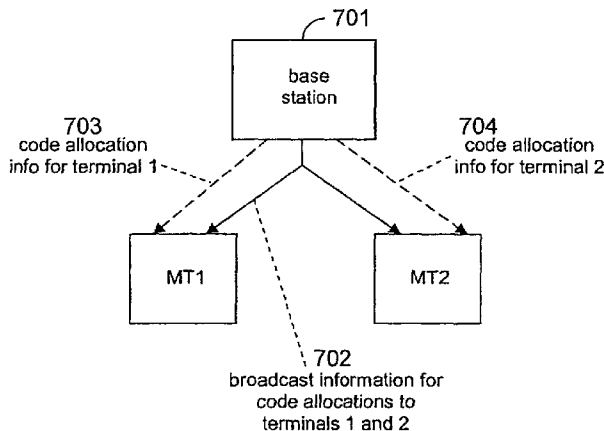 701
base
station
703
code allocation
info for terminal 1
704
code allocation
info for terminal 2
MT1
MT2
702
broadcast information for
code allocations to
terminals 1 and 2